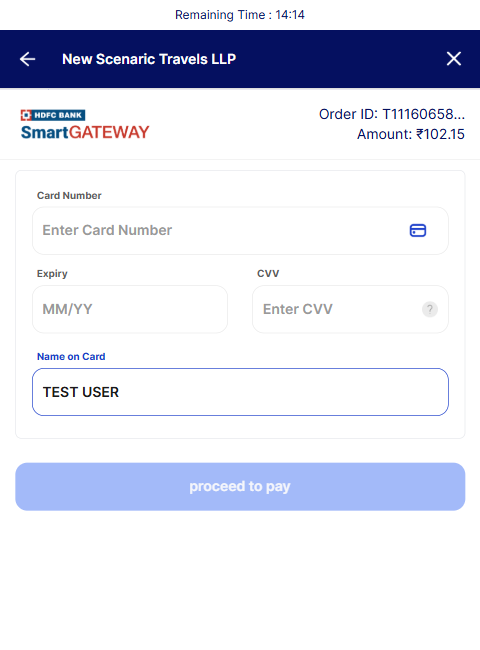 Remaining Time : 14:14
New Scenaric Travels LLP
HDFC BANK
SmartGATEWAY
Order ID: T11160658...
Amount: ₹102.15
Card Number
Enter Card Number
Expiry
CVV
MM/YY
Enter CVV
?
Name on Card
TEST USER
proceed to pay